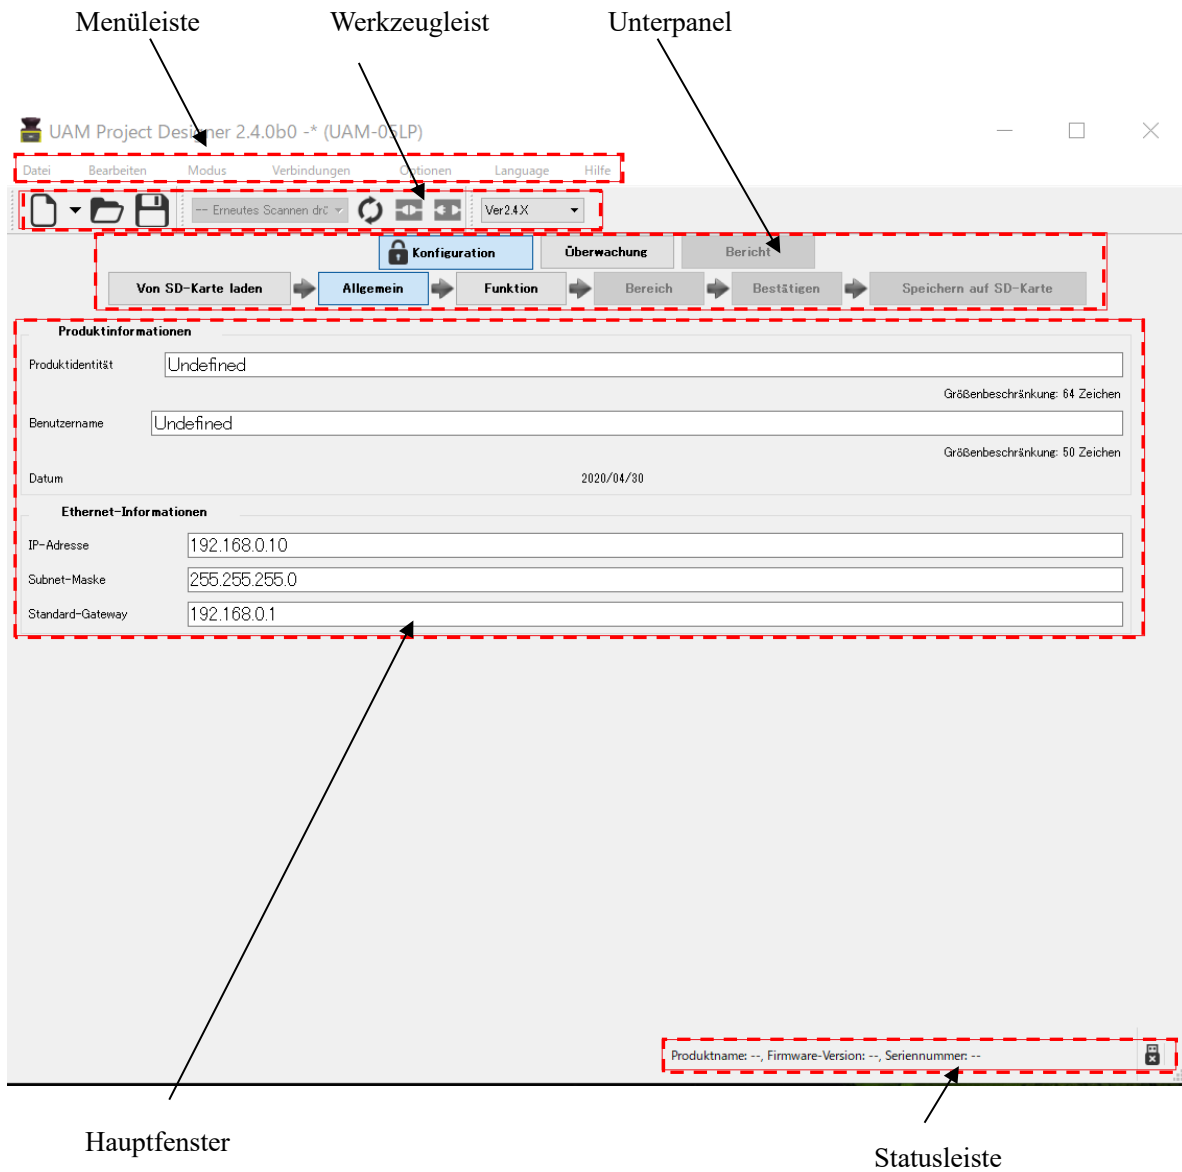 Menüleiste Werkzeugleist Unterpanel
UAM Project Designer 2.4.0b0 -* (UAM-05LP)
Datei Bearbeiten Modus Verbindungen Optionen Language Hilfe
-- Erneutes Scannen drü Ver2.4.X
Konfiguration Überwachung Bericht
Von SD-Karte laden Allgemein Funktion Bereich Bestätigen Speichern auf SD-Karte
Produktinformationen
Produktidentität Undefined
Größenbeschränkung: 64 Zeichen
Benutzername Undefined
Größenbeschränkung: 50 Zeichen
Datum 2020/04/30
Ethernet-Informationen
IP-Adresse 192.168.0.10
Subnet-Maske 255.255.255.0
Standard-Gateway 192.168.0.1
Produktname: --, Firmware-Version: --, Seriennummer: --
Hauptfenster
Statusleiste